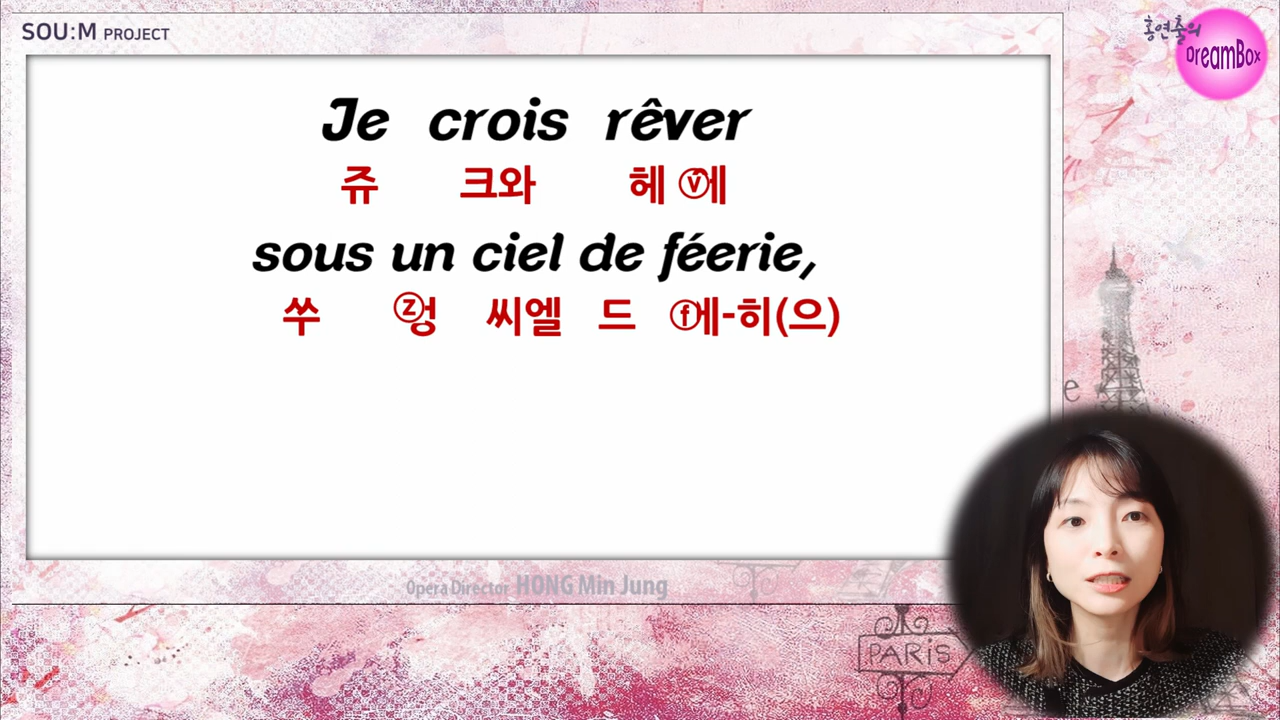 SOU:M PROJECT
홍연출의
DreamBox
Je crois rêver
쥬 크와 헤 ⓥ에
sous un ciel de féerie,
쑤 ⓩ엉 씨엘 드 ⓕ에-히(으)
e
Opera Director HONG Min Jung
PARIS